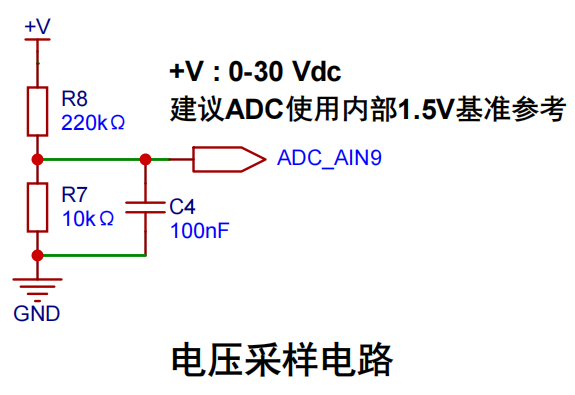 +V
+V : 0-30 Vdc
建议ADC使用内部1.5V基准参考
R8
220kΩ
ADC_AIN9
R7
10kΩ
C4
100nF
GND
电压采样电路